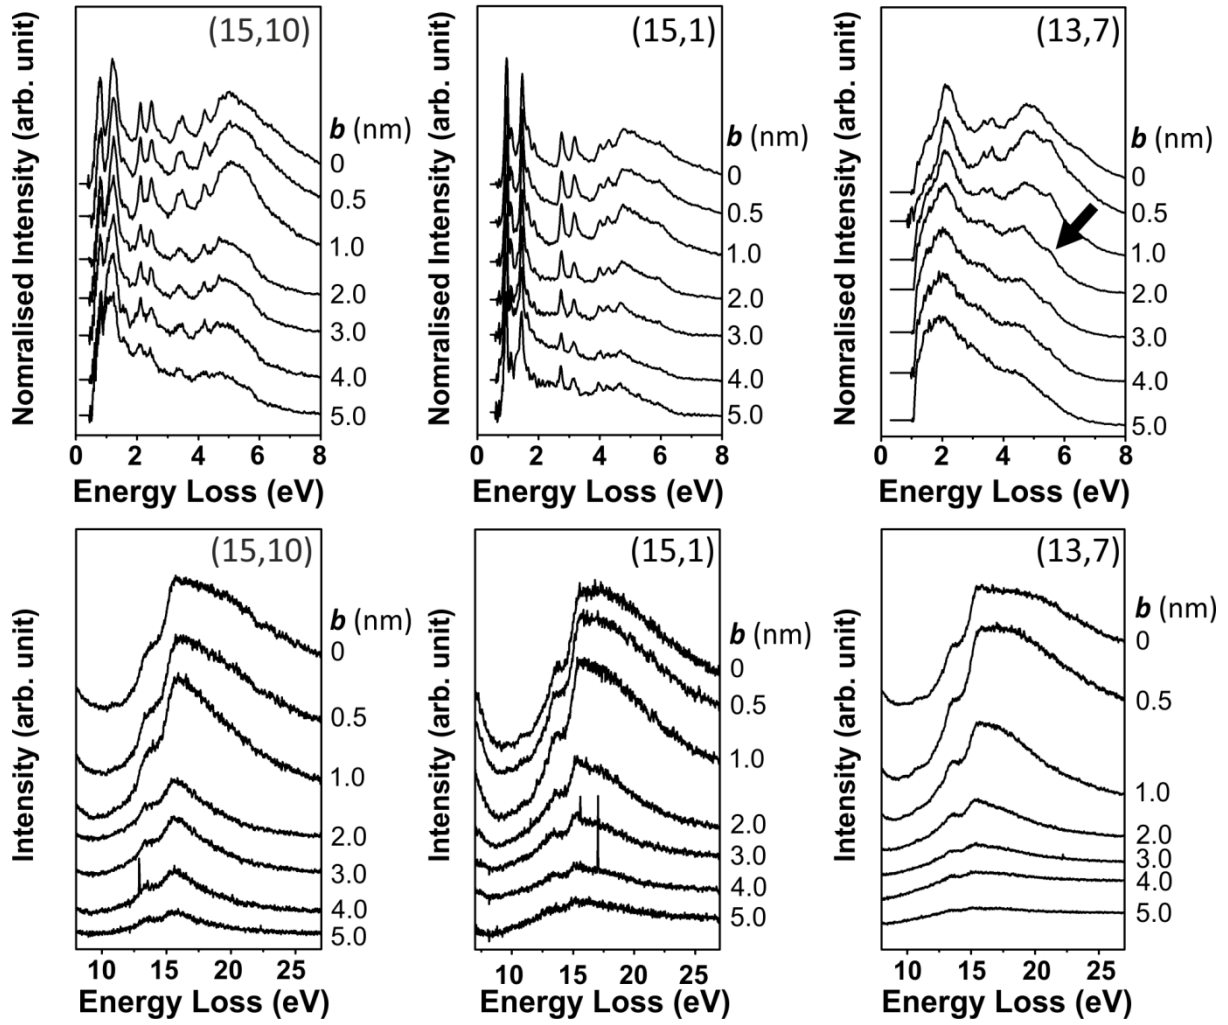 Nomralised Intensity (arb. unit)
(15,10)
b (nm)
0
0.5
1.0
2.0
3.0
4.0
5.0
0 2 4 6 8
Energy Loss (eV)
Nomralised Intensity (arb. unit)
(15,1)
b (nm)
0
0.5
1.0
2.0
3.0
4.0
5.0
0 2 4 6 8
Energy Loss (eV)
Nomralised Intensity (arb. unit)
(13,7)
b (nm)
0
0.5
1.0
2.0
3.0
4.0
5.0
0 2 4 6 8
Energy Loss (eV)
Intensity (arb. unit)
(15,10)
b (nm)
0
0.5
1.0
2.0
3.0
4.0
5.0
10 15 20 25
Energy Loss (eV)
Intensity (arb. unit)
(15,1)
b (nm)
0
0.5
1.0
2.0
3.0
4.0
5.0
10 15 20 25
Energy Loss (eV)
Intensity (arb. unit)
(13,7)
b (nm)
0
0.5
1.0
2.0
3.0
4.0
5.0
10 15 20 25
Energy Loss (eV)